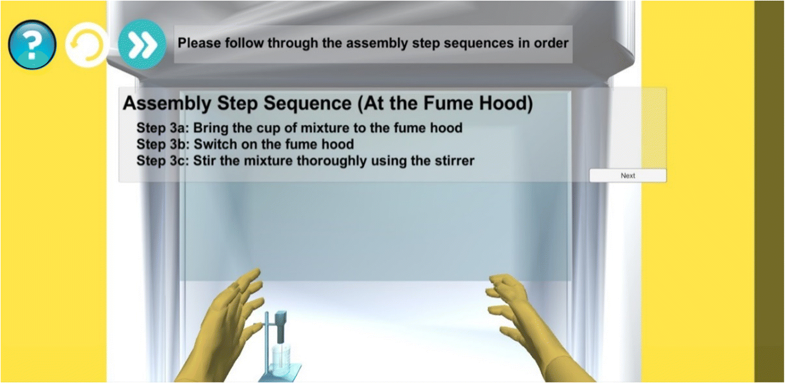 ?
Please follow through the assembly step sequences in order
Assembly Step Sequence (At the Fume Hood)
Step 3a: Bring the cup of mixture to the fume hood
Step 3b: Switch on the fume hood
Step 3c: Stir the mixture thoroughly using the stirrer
Next